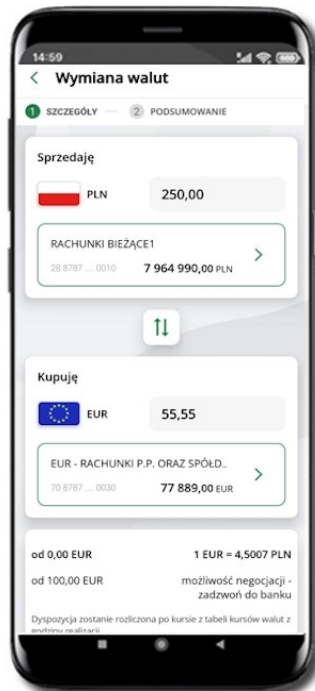 14:59
Wymiana walut
1 SZCZEGÓŁY — 2 PODSUMOWANIE
Sprzedaję
PLN 250,00
RACHUNKI BIEŻĄCE1
28 8787 ... 0010 7 964 990,00 PLN
Kupuję
EUR 55,55
EUR - RACHUNKI P.P. ORAZ SPÓŁD..
70 8787 ... 0030 77 889,00 EUR
od 0,00 EUR 1 EUR = 4,5007 PLN
od 100,00 EUR możliwość negocjacji -
zadzwoń do banku
Dyspozycja zostanie rozliczona po kursie z tabeli kursów walut z
godziny realizacji